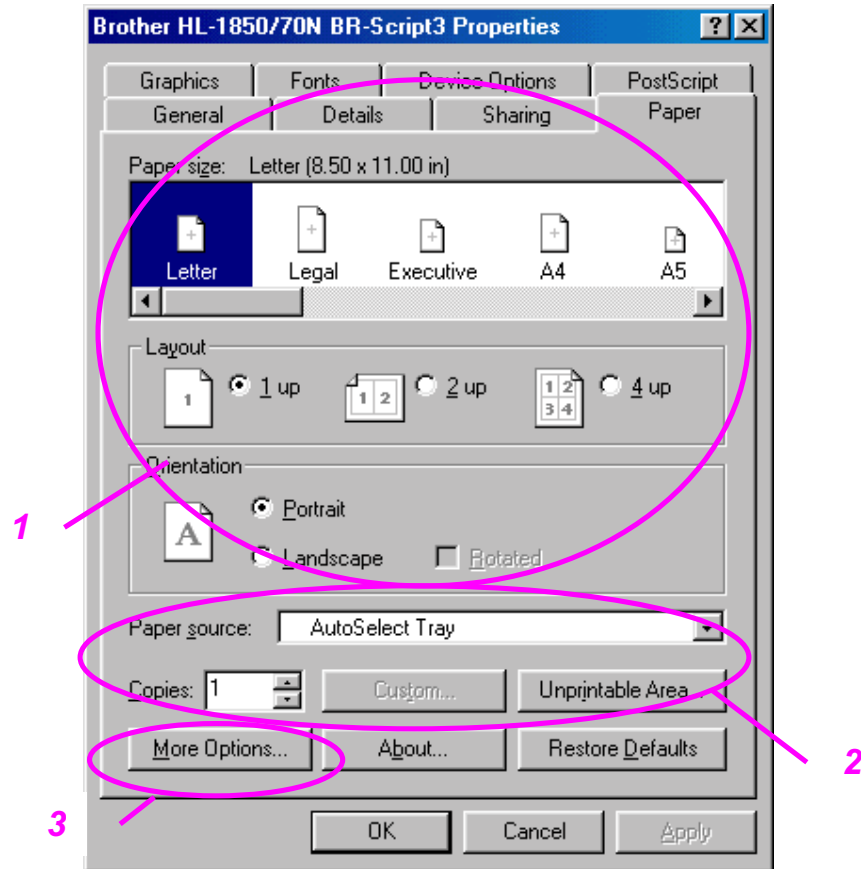 Brother HL-1850/70N BR-Script3 Properties
Graphics Fonts Device Options PostScript
General Details Sharing Paper
Paper size: Letter (8.50 x 11.00 in)
Letter Legal Executive A4 A5
Layout
1 1 up 1 2 2 up 1 2 3 4 4 up
Orientation
1
A Portrait
Landscape Rotated
Paper source: AutoSelect Tray
Copies: 1 Custom... Unprintable Area...
More Options... About... Restore Defaults
2
3
OK Cancel Apply